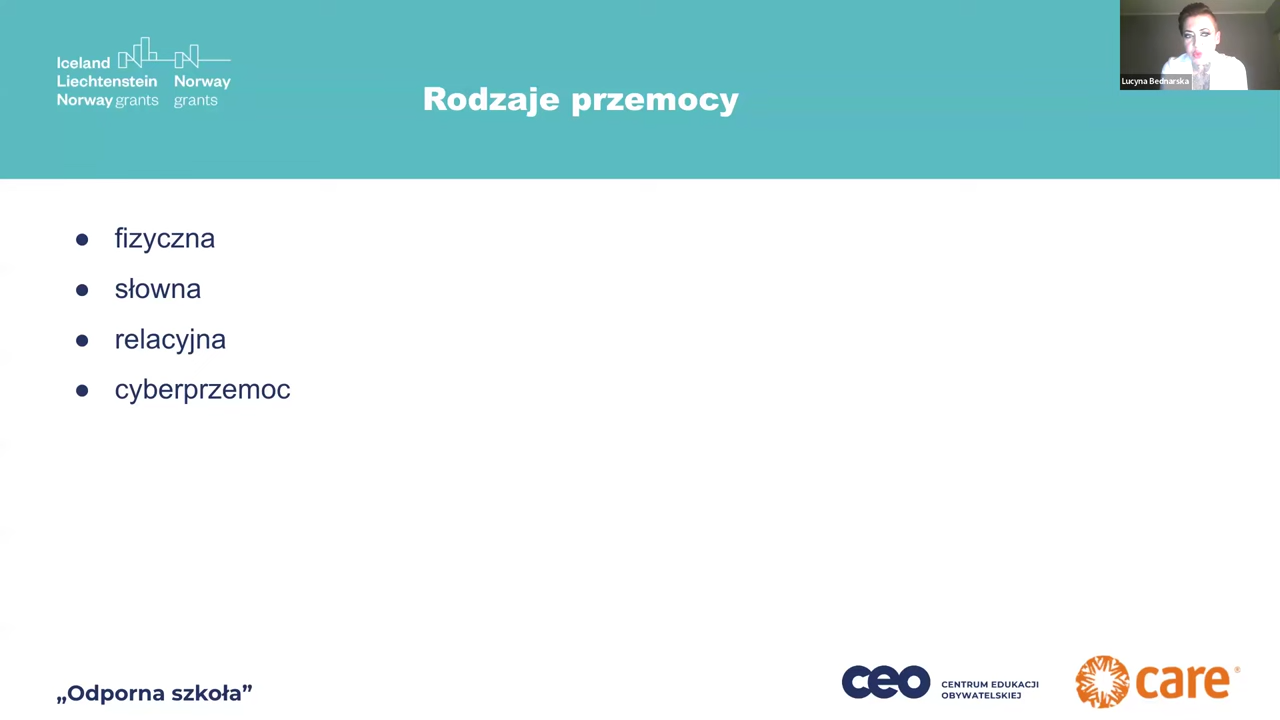 Iceland
Liechtenstein
Norway grants
Norway
grants
Rodzaje przemocy
Lucyna Bednarska
● fizyczna
● słowna
● relacyjna
● cyberprzemoc
„Odporna szkoła”
ceo
CENTRUM EDUKACJI
OBYWATELSKIEJ
care®